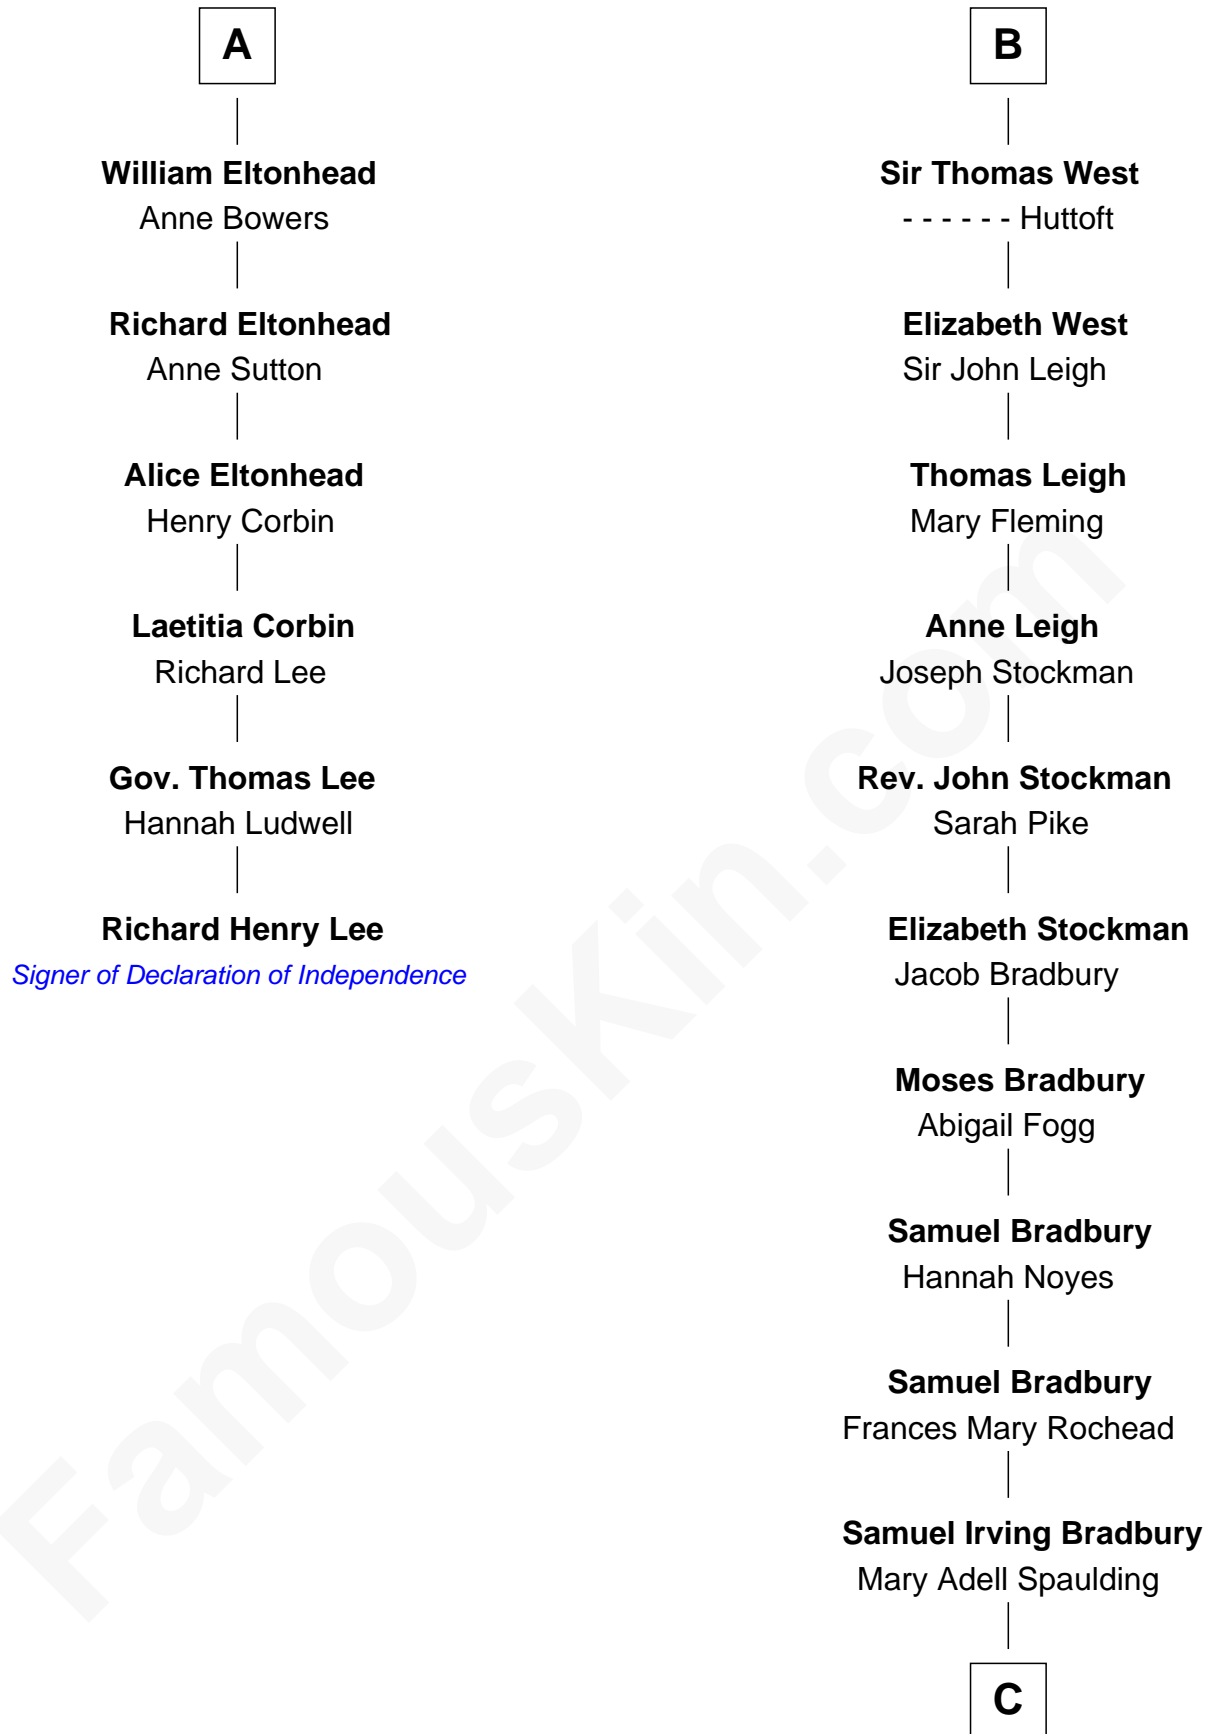 A
William Eltonhead
Anne Bowers
Richard Eltonhead
Anne Sutton
Alice Eltonhead
Henry Corbin
Laetitia Corbin
Richard Lee
Gov. Thomas Lee
Hannah Ludwell
Richard Henry Lee
Signer of Declaration of Independence
B
Sir Thomas West
- - - - - - Huttoft
Elizabeth West
Sir John Leigh
Thomas Leigh
Mary Fleming
Anne Leigh
Joseph Stockman
Rev. John Stockman
Sarah Pike
Elizabeth Stockman
Jacob Bradbury
Moses Bradbury
Abigail Fogg
Samuel Bradbury
Hannah Noyes
Samuel Bradbury
Frances Mary Rochead
Samuel Irving Bradbury
Mary Adell Spaulding
C
FamousKin.com